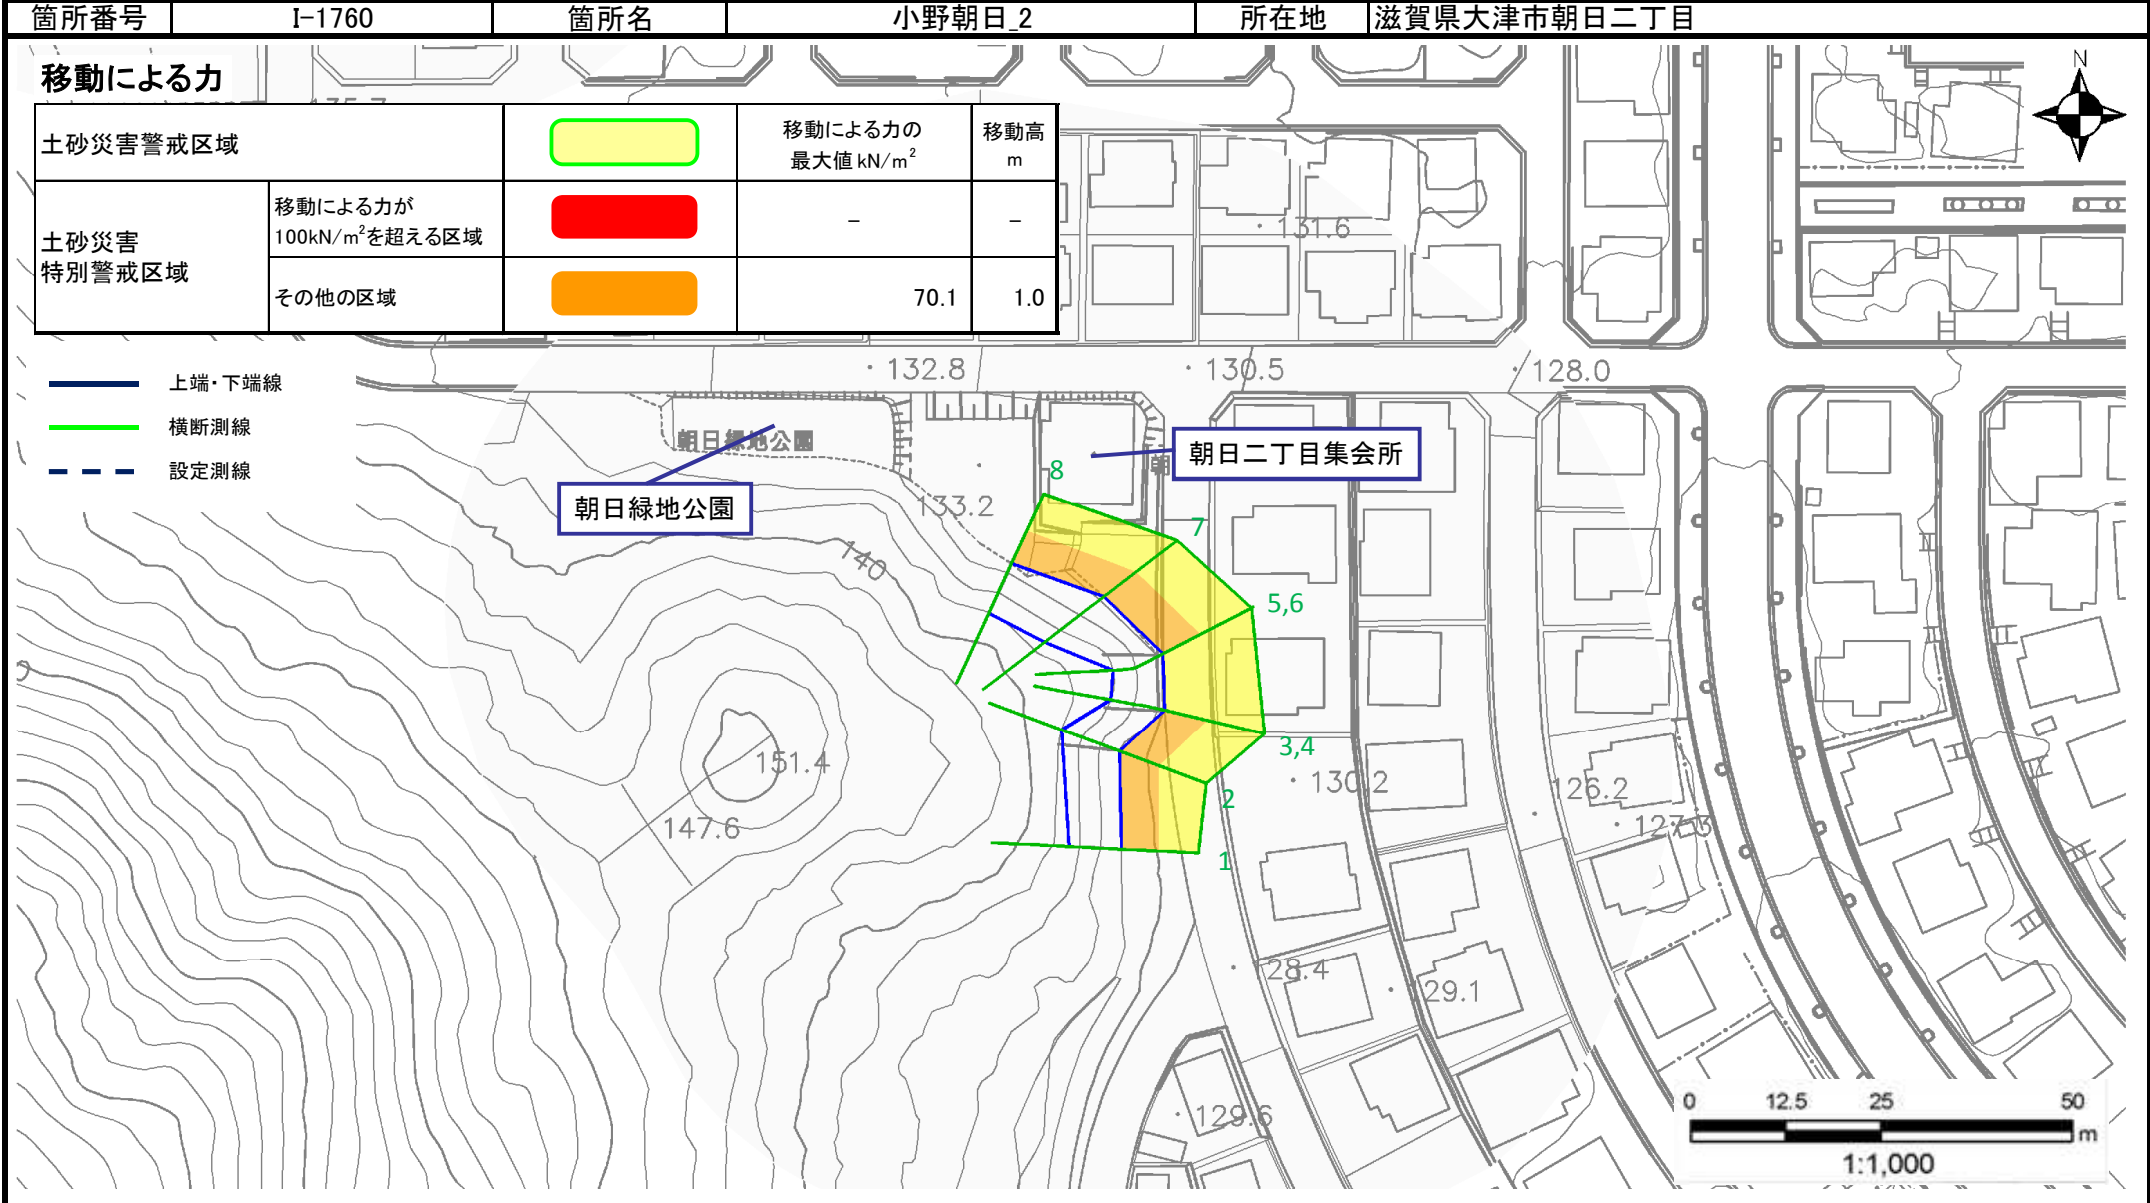 箇所番号 I-1760 箇所名 小野朝日_2 所在地 滋賀県大津市朝日二丁目
移動による力
N
土砂災害警戒区域
移動による力の
最大値 kN/m²
移動高
m
土砂災害
特別警戒区域
移動による力が
100kN/m²を超える区域
－ －
その他の区域 70.1 1.0
131.6
上端・下端線
横断測線
設定測線
132.8 130.5 128.0
朝日緑地公園
朝日二丁目集会所
朝日緑地公園
133.2
140
8
7
5,6
3,4
2
1
151.4
147.6
130.2
126.2
127.3
128.4
129.1
129.6
0 12.5 25 50
m
1:1,000